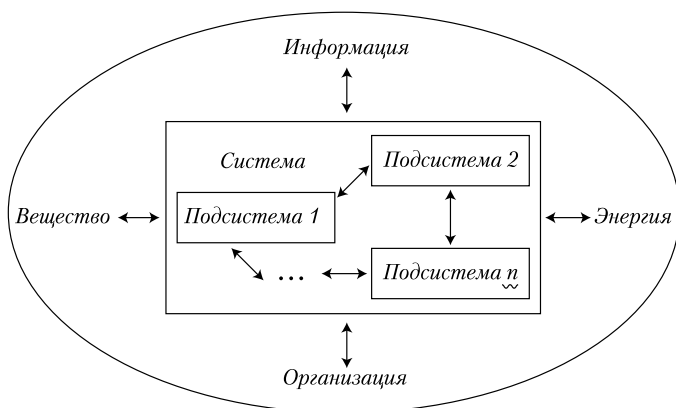 Информация
Система
Подсистема 2
Вещество
Подсистема 1
Энергия
...
Подсистема n
Организация